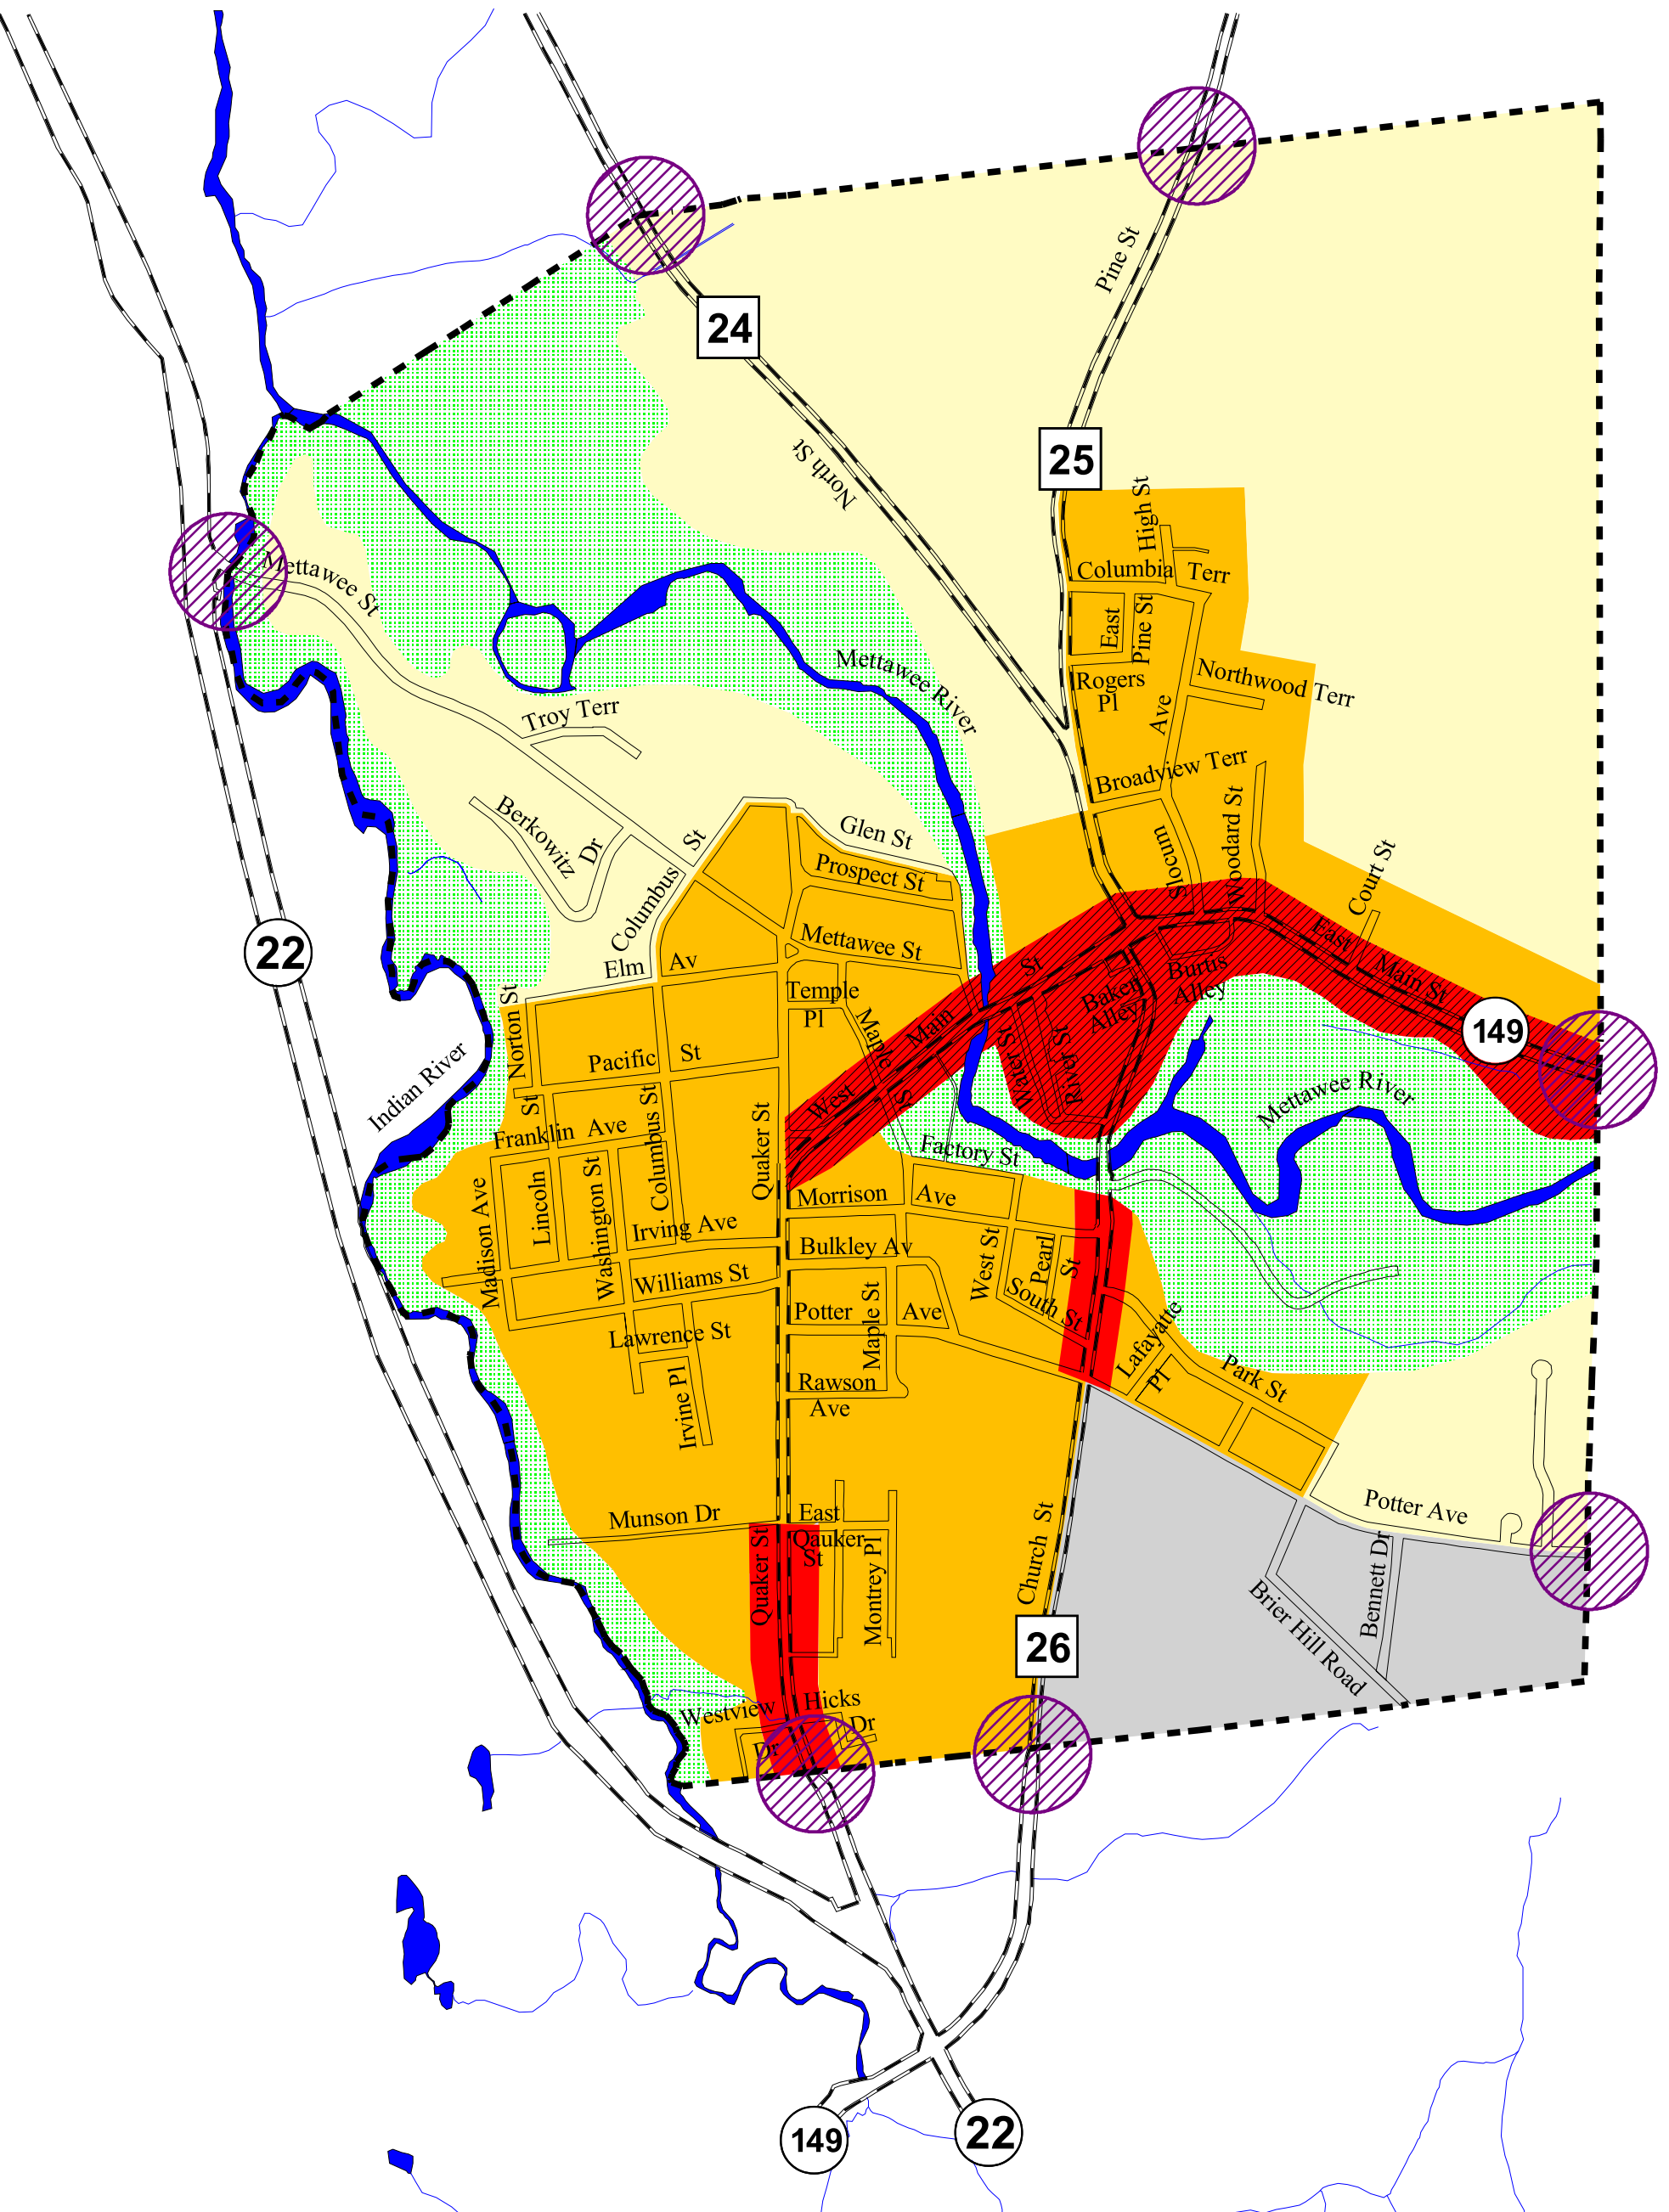 Pine St
24
North St
25
High St
Columbia Terr
East
Pine St
Mettawee St
Mettawee River
Rogers
Pl
Northwood Terr
Ave
Troy Terr
Broadview Terr
Berkowitz
Dr
Columbus St
Glen St
Prospect St
Slocum
Woodard St
Court St
22
Elm Av
Mettawee St
East
Main St
Burtis
Alley
Baker
Alley
149
Norton St
St
Temple
Pl
Maple
St
West Main St
Water St
River St
Indian River
Pacific St
Mettawee River
Franklin Ave
Columbus St
Quaker St
Factory St
Madison Ave
Lincoln
Washington St
Irving Ave
Morrison Ave
Bulkley Av
West St
Pearl
St
South St
Williams St
Potter Ave
Maple St
Lawrence St
Irvine Pl
Rawson
Ave
Lafayatte
Pl
Park St
Munson Dr
East
Qauker
St
Quaker St
Montrey Pl
Church St
Potter Ave
Bennett Dr
Brier Hill Road
26
Westview
Dr
Hicks
Dr
149
22